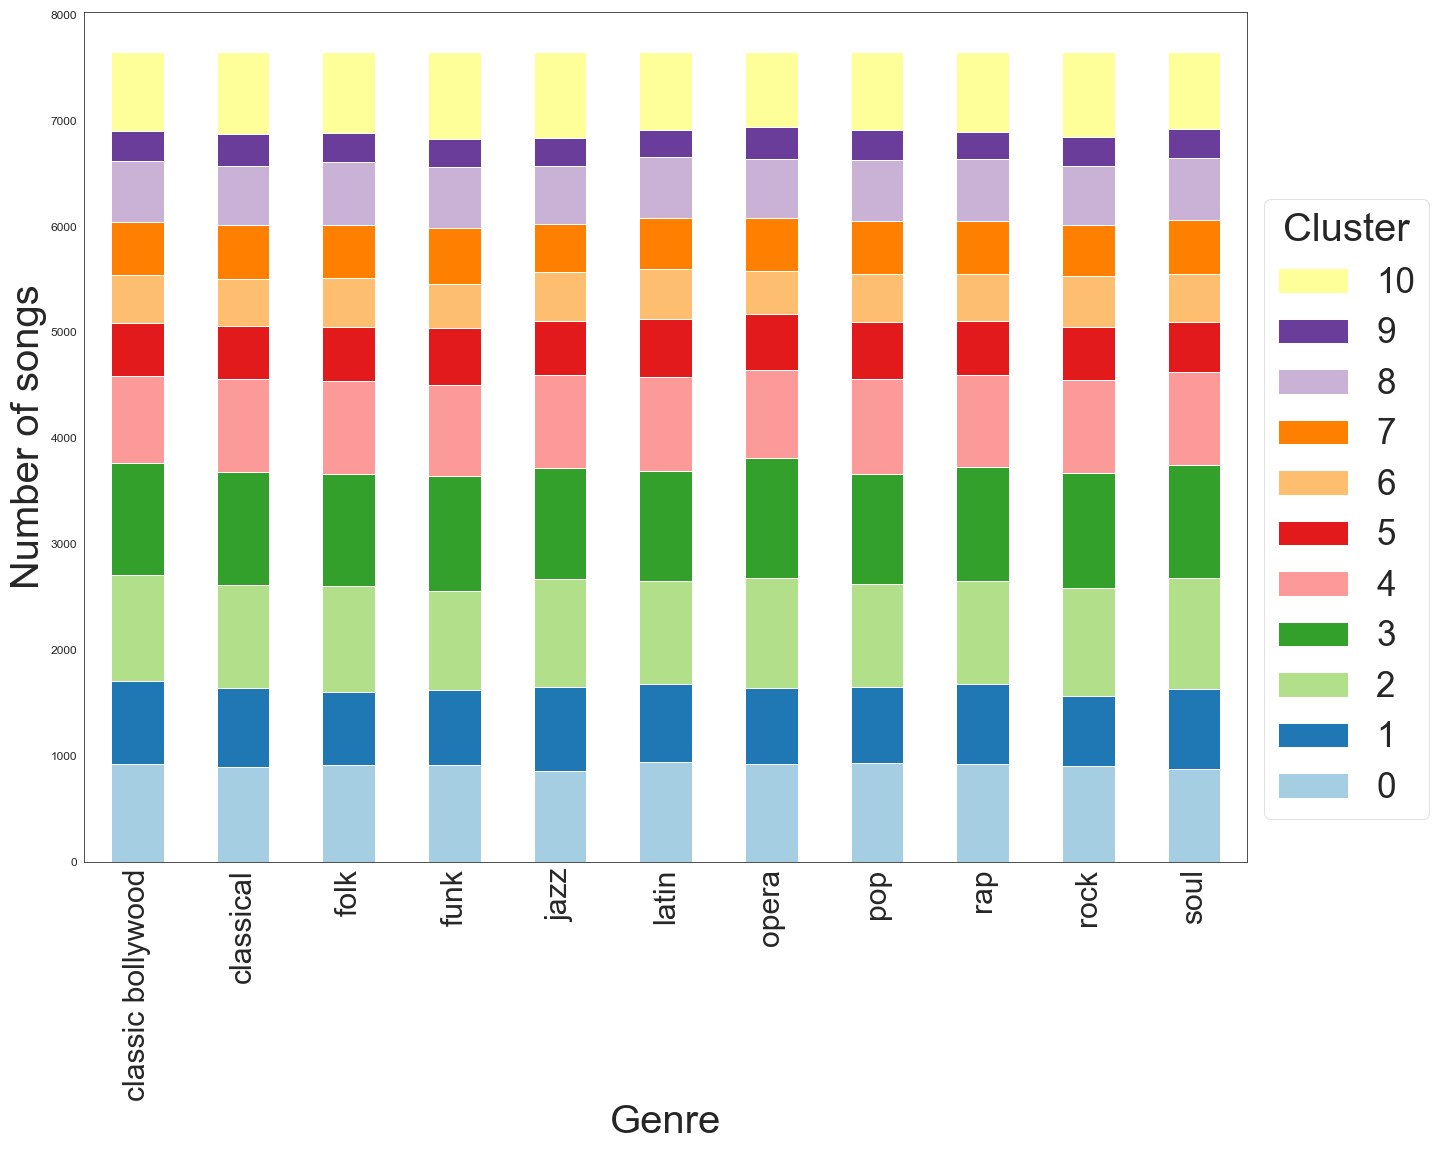 8000
7000
6000
5000
4000
3000
2000
1000
0
Number of songs
classic bollywood
classical
folk
funk
jazz
latin
opera
pop
rap
rock
soul
Genre
Cluster
10
9
8
7
6
5
4
3
2
1
0